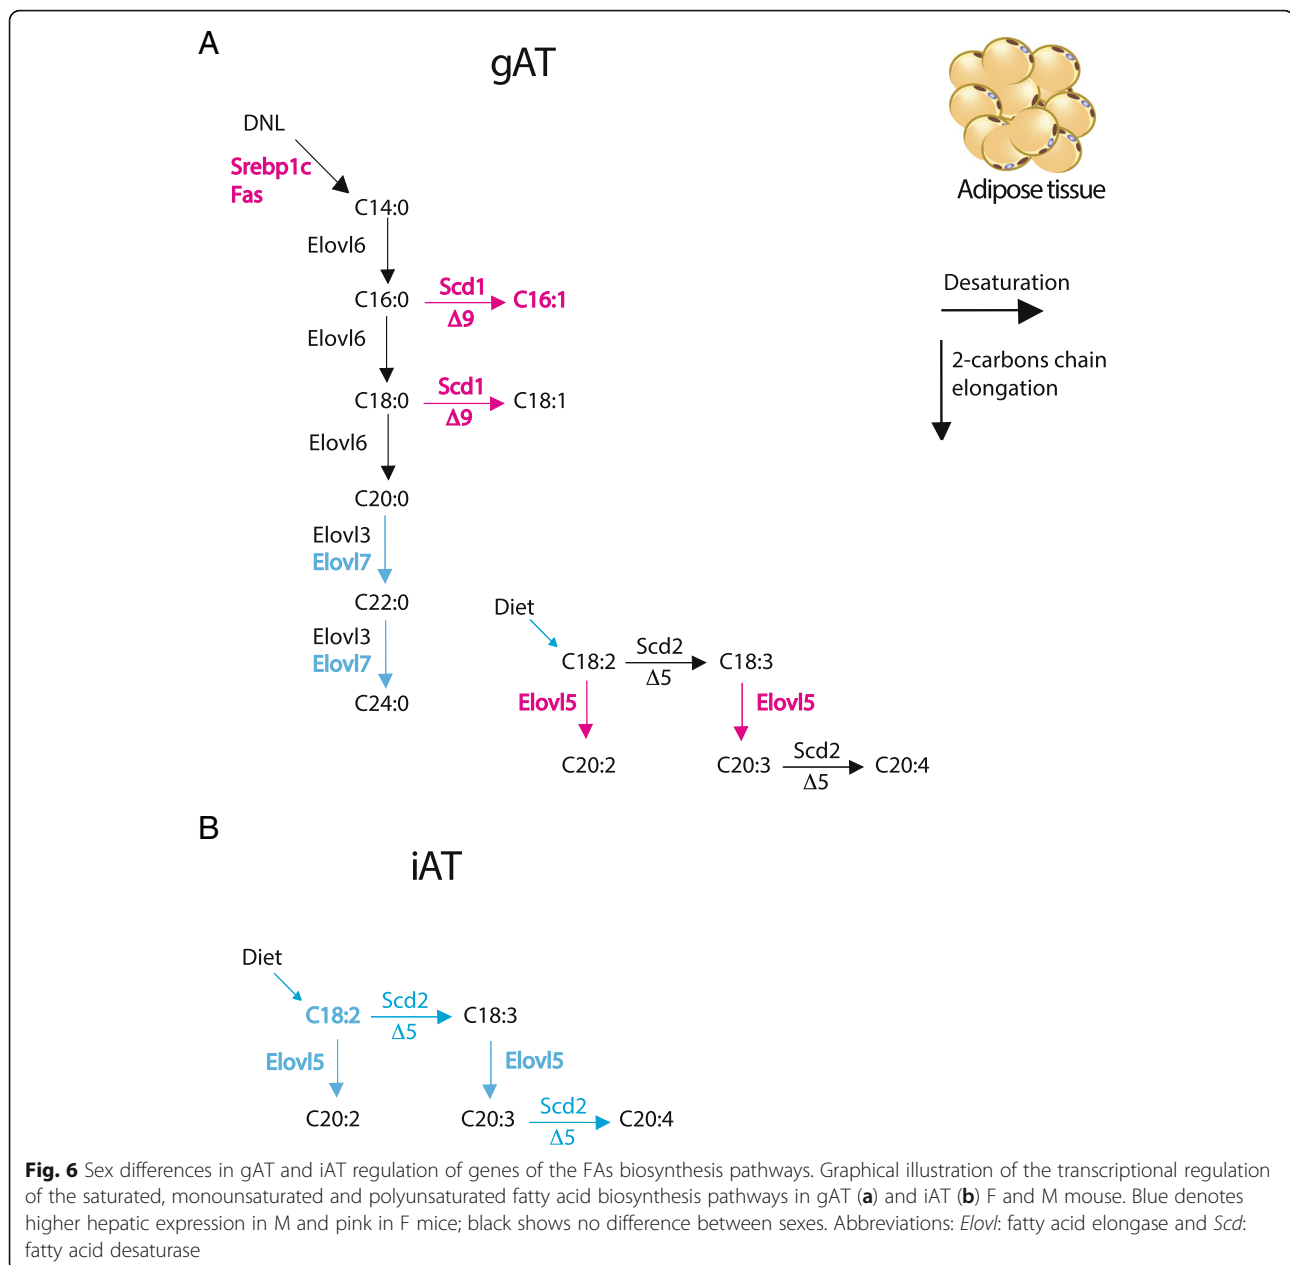 A
gAT
DNL
Srebp1c
Fas
C14:0
Elovl6
C16:0
Scd1
Δ9
C16:1
Elovl6
C18:0
Scd1
Δ9
C18:1
Elovl6
C20:0
Elovl3
Elovl7
C22:0
Elovl3
Elovl7
C24:0
Adipose tissue
Desaturation
2-carbons chain
elongation
Diet
C18:2
Scd2
Δ5
C18:3
Elovl5
Elovl5
C20:2
C20:3
Scd2
Δ5
C20:4
B
iAT
Diet
C18:2
Scd2
Δ5
C18:3
Elovl5
Elovl5
C20:2
C20:3
Scd2
Δ5
C20:4
Fig. 6 Sex differences in gAT and iAT regulation of genes of the FAs biosynthesis pathways. Graphical illustration of the transcriptional regulation
of the saturated, monounsaturated and polyunsaturated fatty acid biosynthesis pathways in gAT (a) and iAT (b) F and M mouse. Blue denotes
higher hepatic expression in M and pink in F mice; black shows no difference between sexes. Abbreviations: Elovl: fatty acid elongase and Scd:
fatty acid desaturase